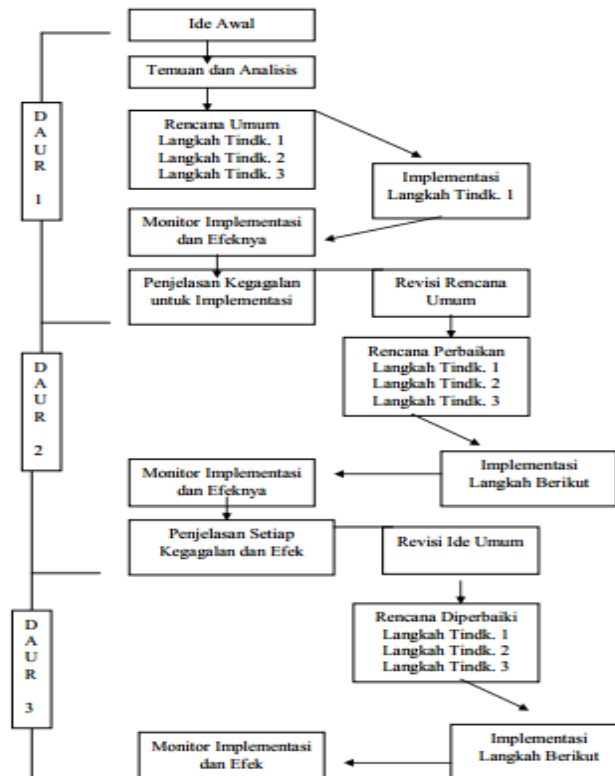 Ide Awal
Temuan dan Analisis
DAUR 1
Rencana Umum
Langkah Tindk. 1
Langkah Tindk. 2
Langkah Tindk. 3
Implementasi
Langkah Tindk. 1
Monitor Implementasi
dan Efeknya
Penjelasan Kegagalan
untuk Implementasi
Revisi Rencana
Umum
DAUR 2
Rencana Perbaikan
Langkah Tindk. 1
Langkah Tindk. 2
Langkah Tindk. 3
Implementasi
Langkah Berikut
Monitor Implementasi
dan Efeknya
Penjelasan Setiap
Kegagalan dan Efek
Revisi Ide Umum
DAUR 3
Rencana Diperbaiki
Langkah Tindk. 1
Langkah Tindk. 2
Langkah Tindk. 3
Implementasi
Langkah Berikut
Monitor Implementasi
dan Efek